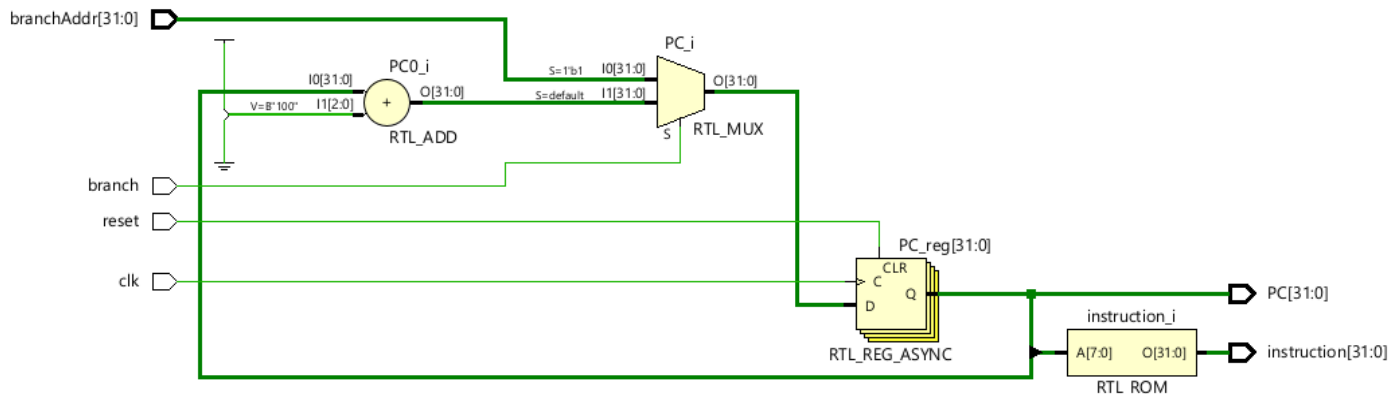 branchAddr[31:0]
PC_i
PC0_i
I0[31:0]
O[31:0]
V=B"100"
I1[2:0]
+
RTL_ADD
S=1'b1
I0[31:0]
S=default
I1[31:0]
O[31:0]
S
RTL_MUX
branch
reset
clk
PC_reg[31:0]
CLR
C
Q
D
RTL_REG_ASYNC
PC[31:0]
instruction_i
A[7:0]
O[31:0]
RTL_ROM
instruction[31:0]